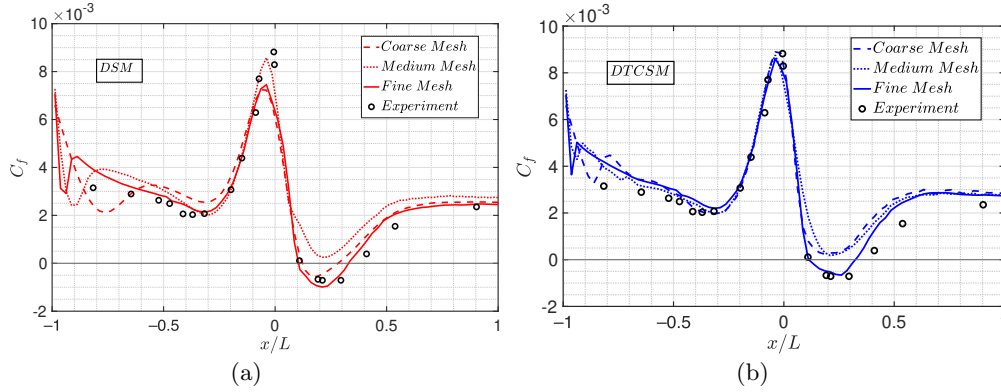 ×10⁻³
10
8
6
4
2
0
-2
C_f
DSM
Coarse Mesh
Medium Mesh
Fine Mesh
Experiment
-1
-0.5
0
0.5
1
x/L
(a)
×10⁻³
10
8
6
4
2
0
-2
C_f
DTCSM
Coarse Mesh
Medium Mesh
Fine Mesh
Experiment
-1
-0.5
0
0.5
1
x/L
(b)